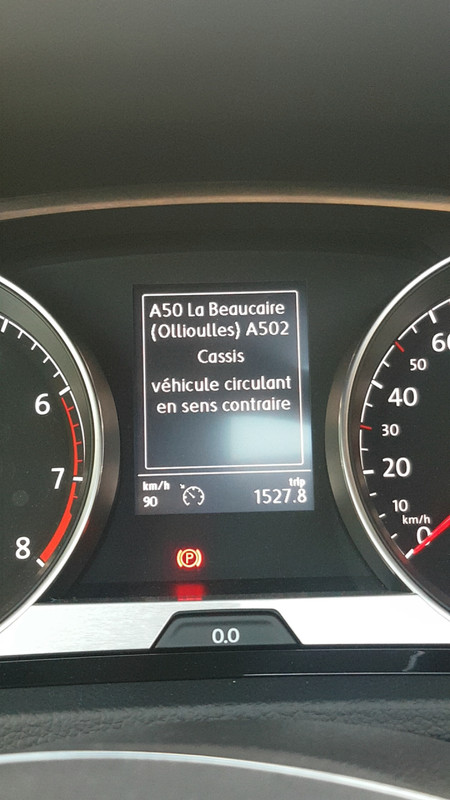 A50 La Beaucaire
(Ollioulles) A502
Cassis
véhicule circulant
en sens contraire
km/h
90
trip
1527.8
6
7
8
60
50
40
30
20
10
km/h
0
P
0.0